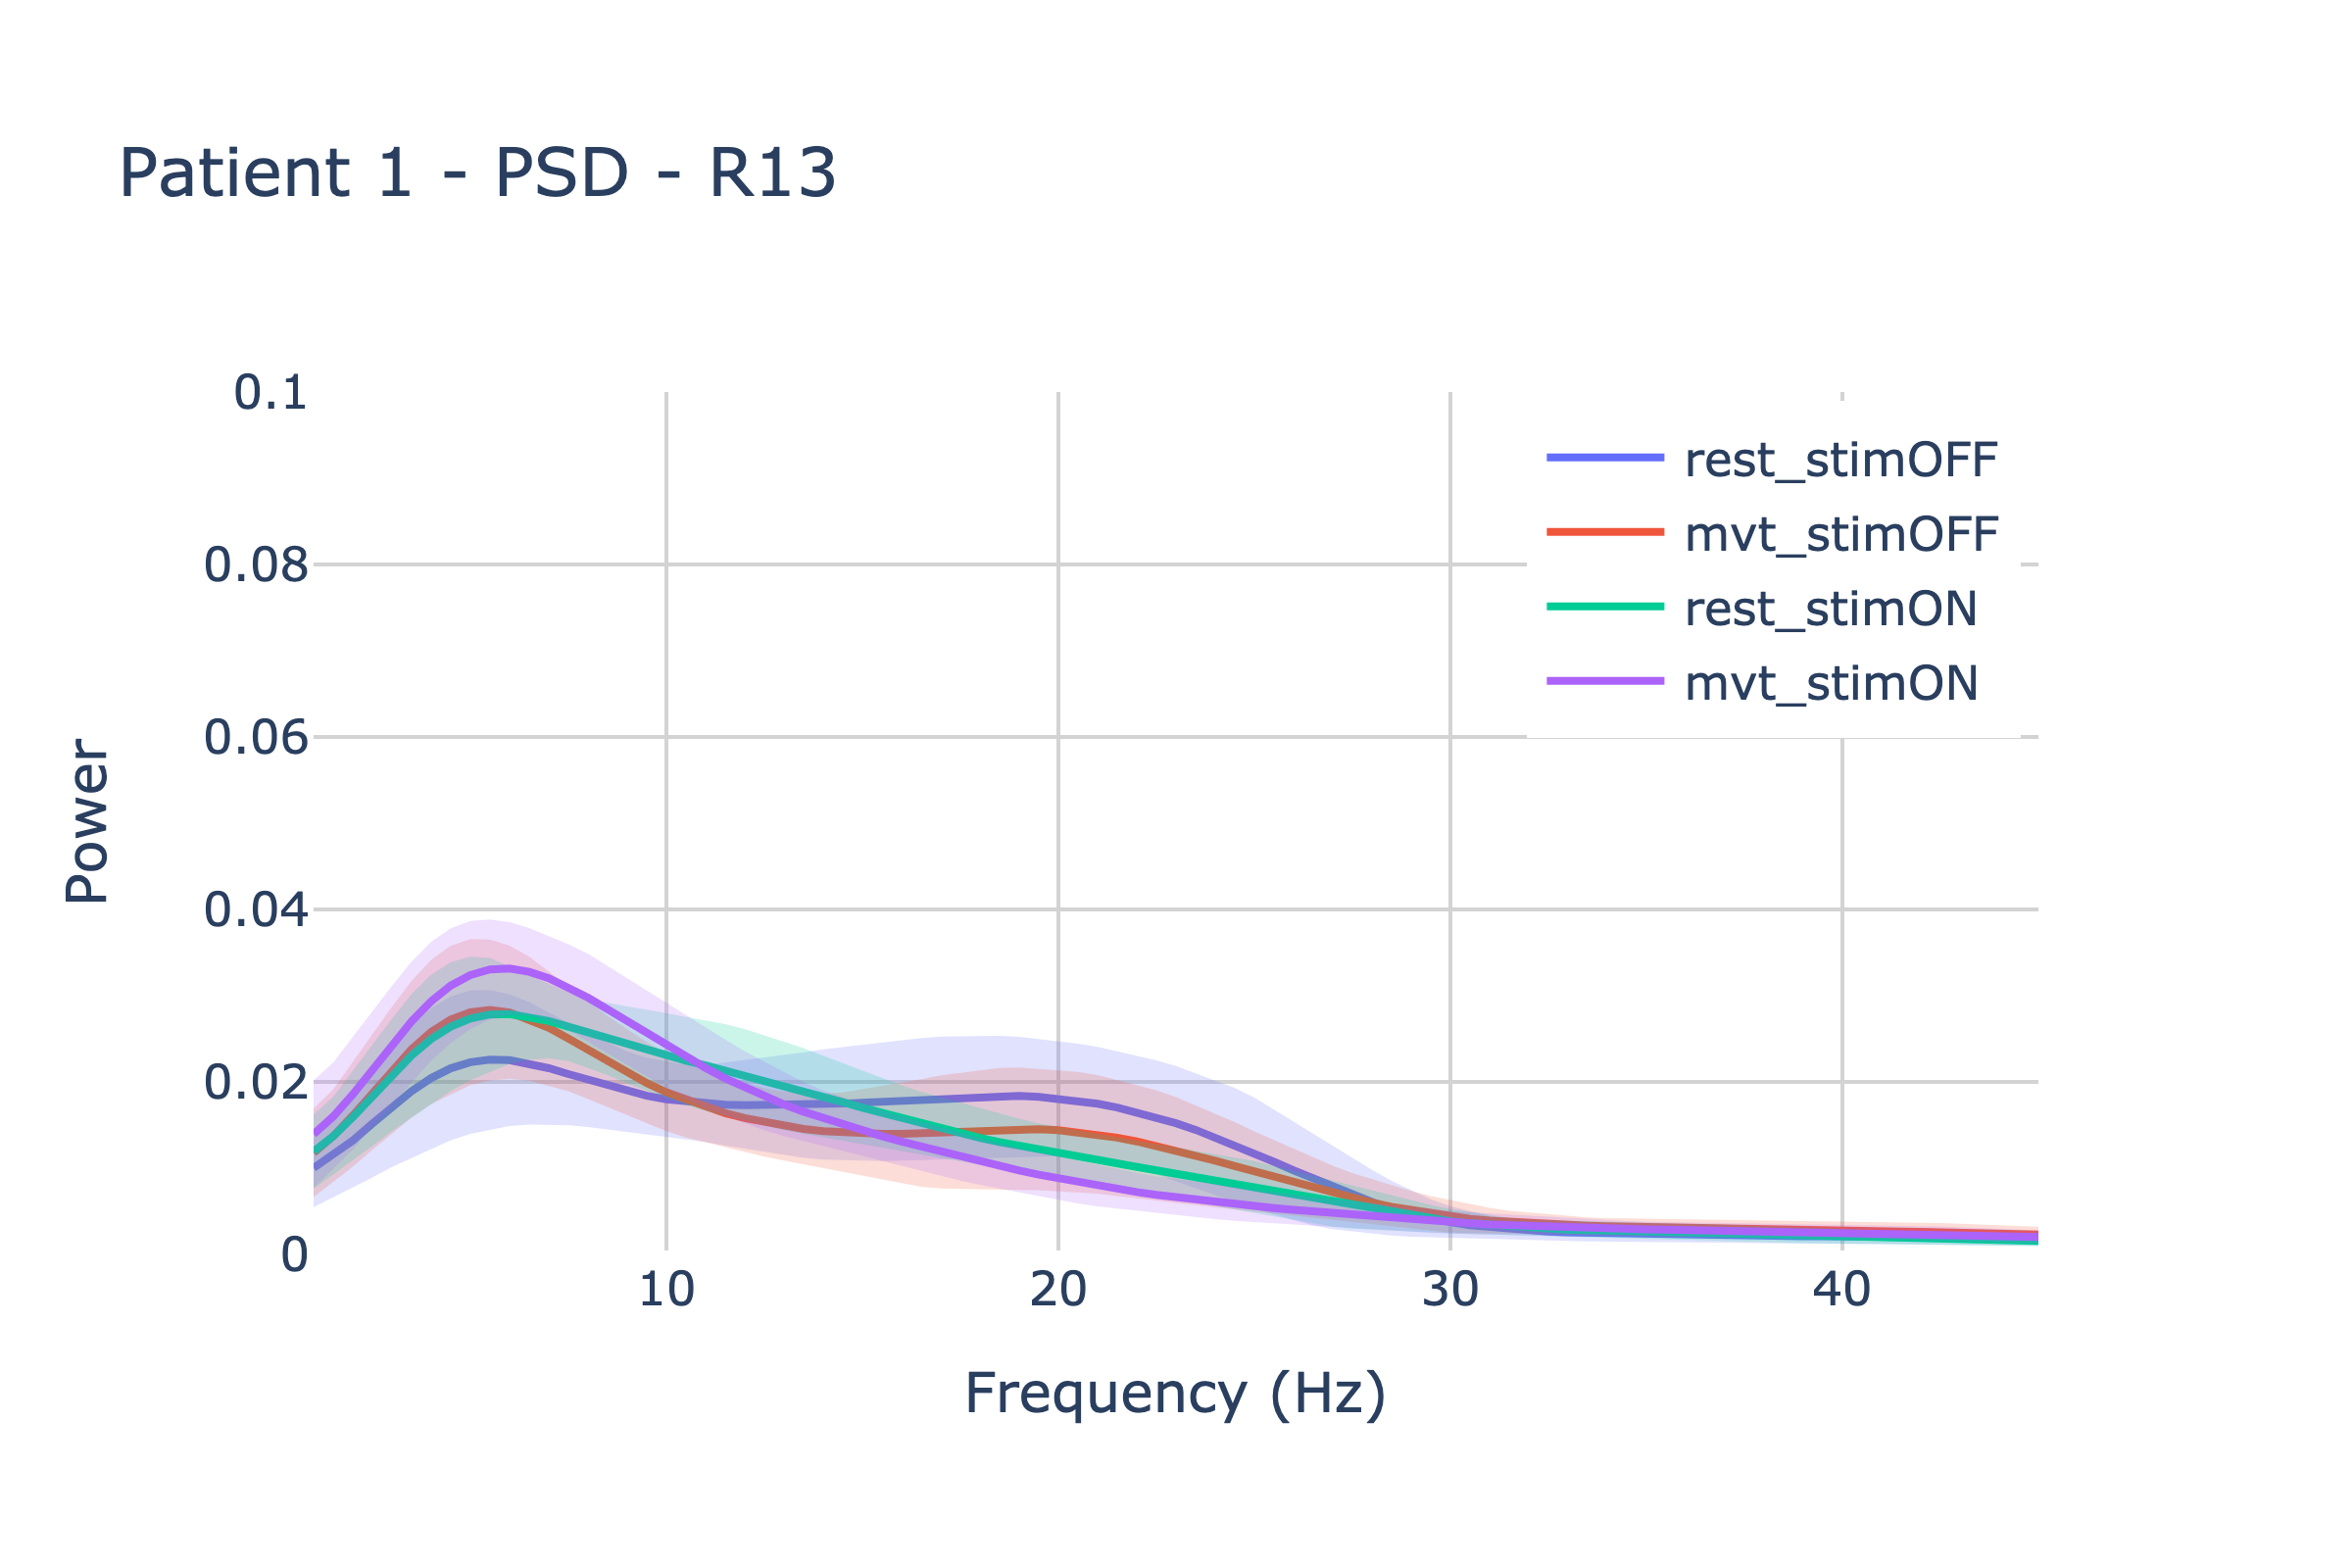 Patient 1 - PSD - R13
0.1
0.08
0.06
0.04
0.02
0
Power
rest_stimOFF
mvt_stimOFF
rest_stimON
mvt_stimON
10 20 30 40
Frequency (Hz)